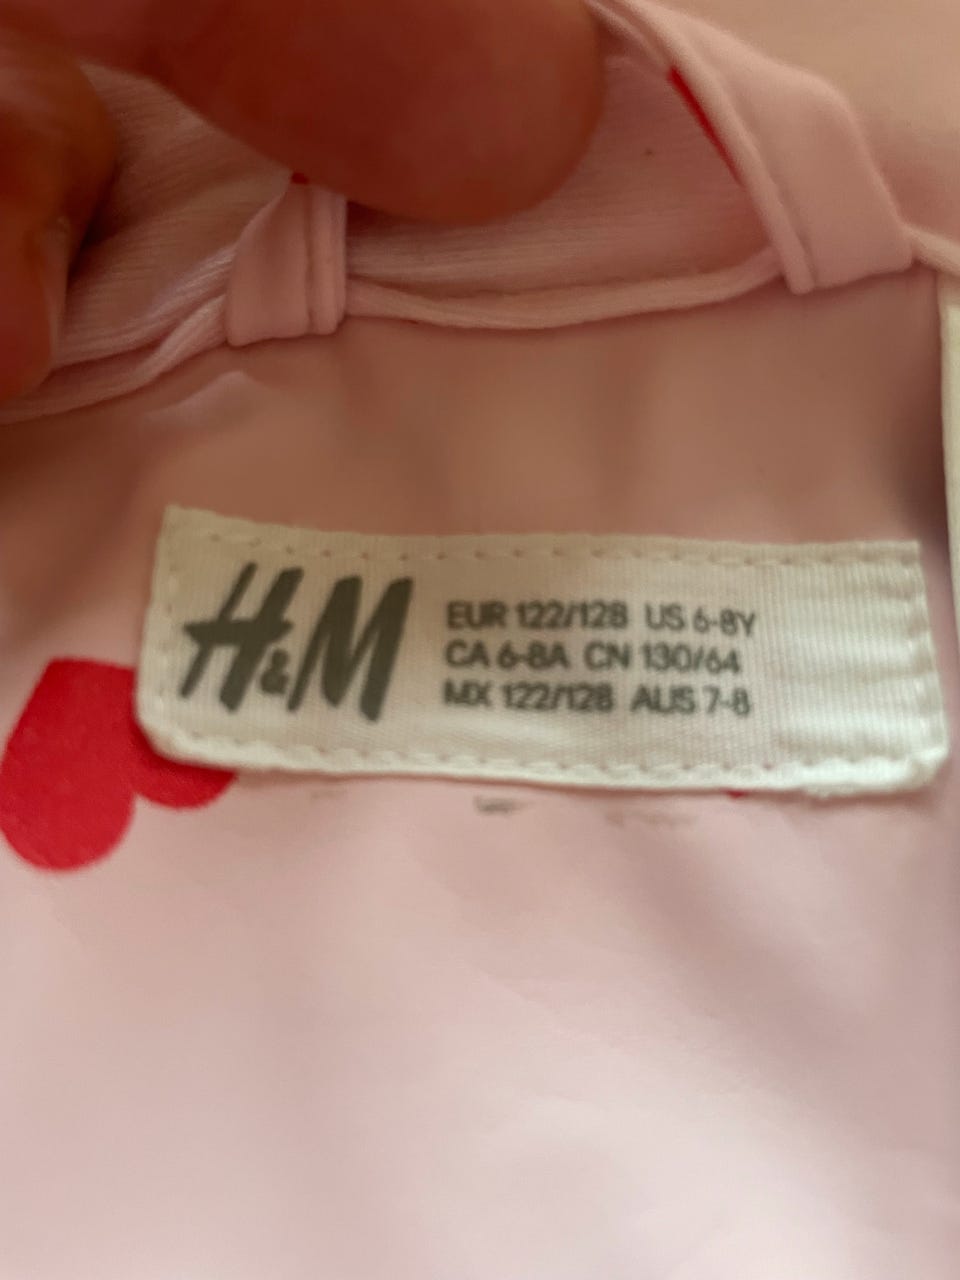 H&M
EUR 122/128 US 6-8Y
CA 6-8A CN 130/64
MX 122/128 AUS 7-8